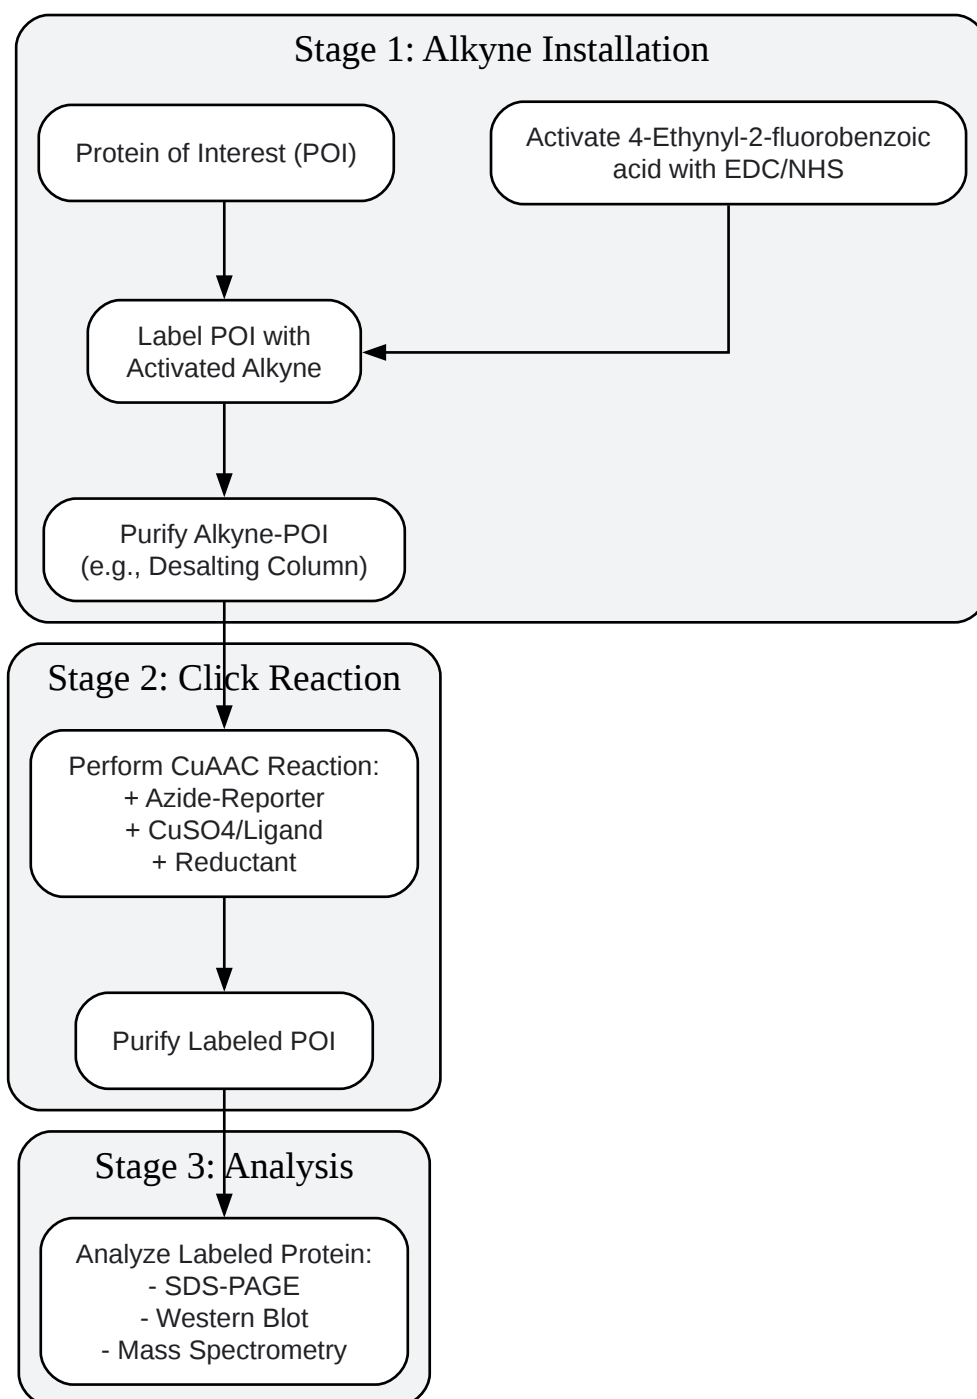 Stage 1: Alkyne Installation
Protein of Interest (POI)
Activate 4-Ethynyl-2-fluorobenzoic
acid with EDC/NHS
Label POI with
Activated Alkyne
Purify Alkyne-POI
(e.g., Desalting Column)
Stage 2: Click Reaction
Perform CuAAC Reaction:
+ Azide-Reporter
+ CuSO4/Ligand
+ Reductant
Purify Labeled POI
Stage 3: Analysis
Analyze Labeled Protein:
- SDS-PAGE
- Western Blot
- Mass Spectrometry